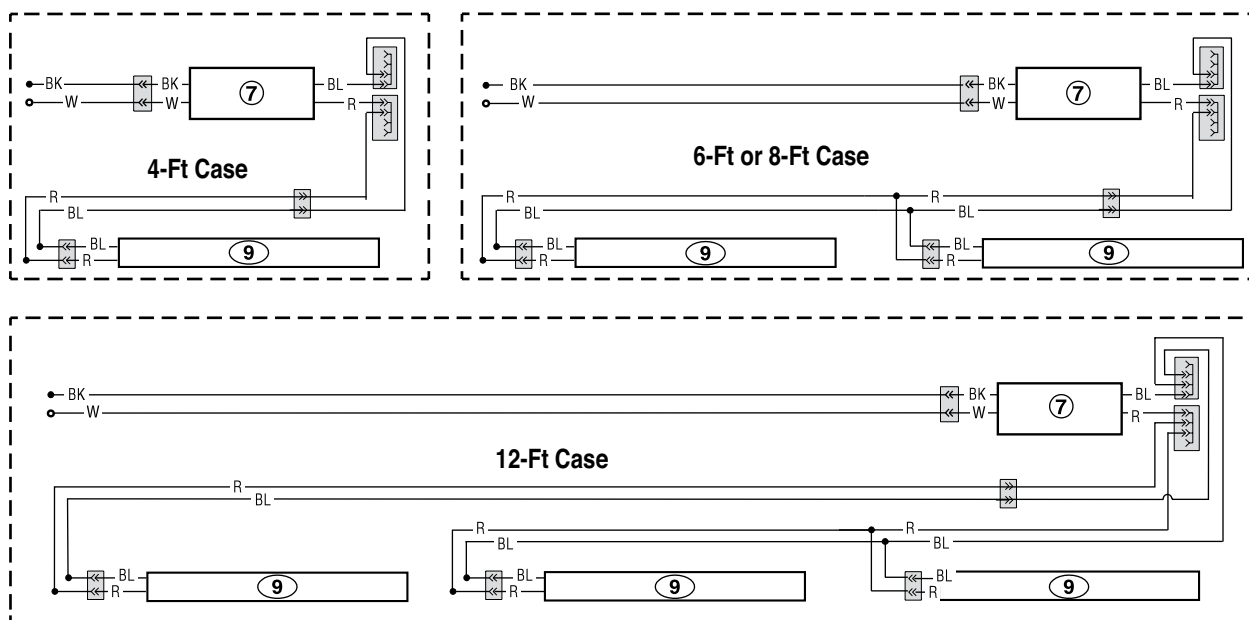 BK BK BL
7
W W R
4-Ft Case
R
BL
BL
9
R
BK BK BL
7
W W R
6-Ft or 8-Ft Case
R R
BL BL
BL BL
9 9
R R
BK BK BL
7
W W R
12-Ft Case
R
BL
R R
BL BL
BL BL BL
9 9 9
R R R